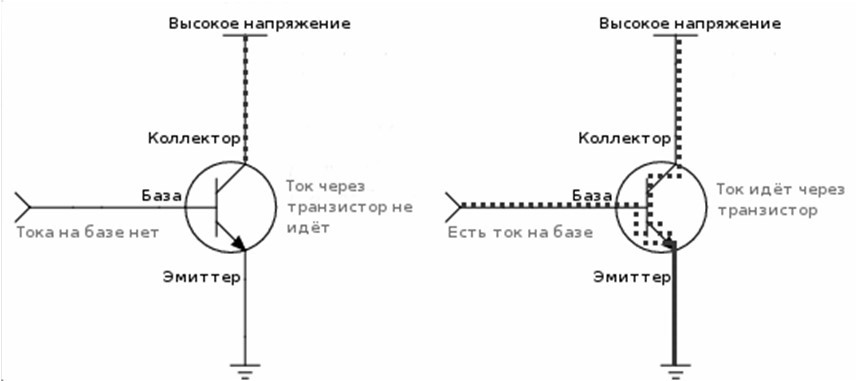 Высокое напряжение
Коллектор
База
Ток через
транзистор не
идёт
Тока на базе нет
Эмиттер
Высокое напряжение
Коллектор
База
Ток идёт через
транзистор
Есть ток на базе
Эмиттер